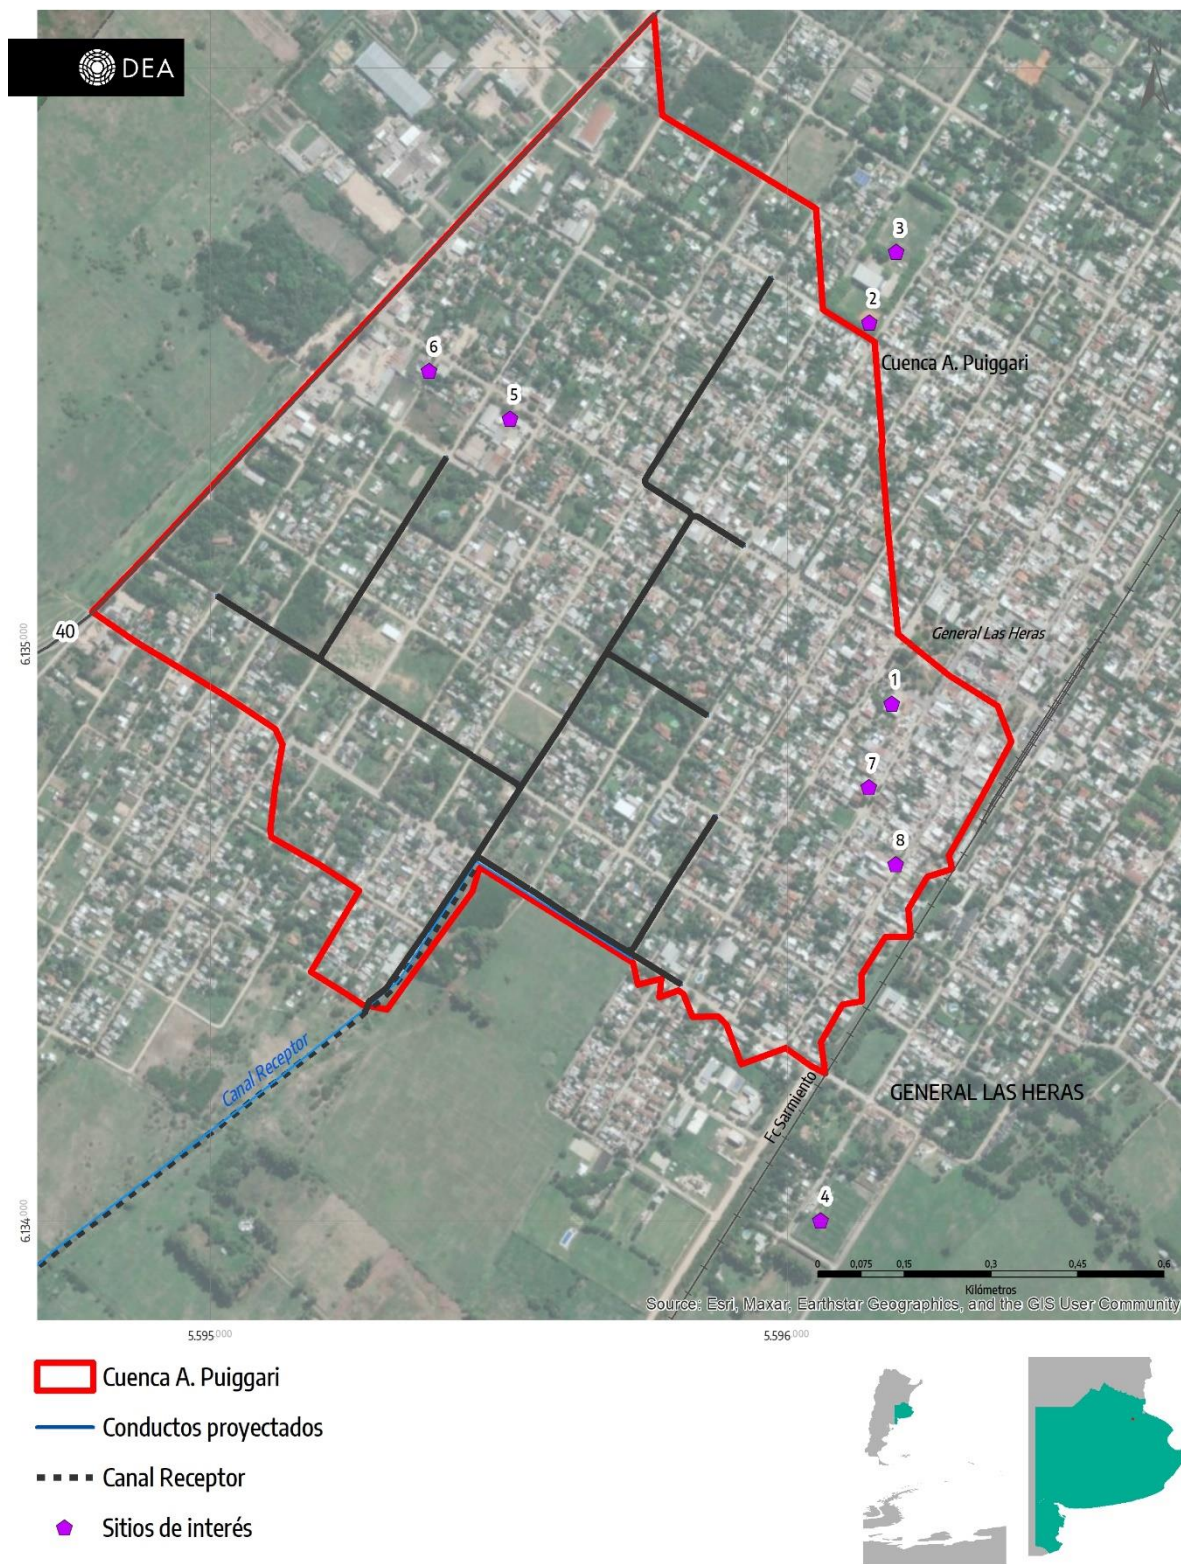 DEA
3
2
Cuenca A. Puiggari
6
5
40
General Las Heras
1
7
8
Canal Receptor
Fc Sarmiento
GENERAL LAS HERAS
4
6.135.000
6.134.000
0 0,075 0,15 0,3 0,45 0,6
Kilómetros
Source: Esri, Maxar, Earthstar Geographics, and the GIS User Community
5.595.000 5.596.000
Cuenca A. Puiggari
Conductos proyectados
Canal Receptor
Sitios de interés